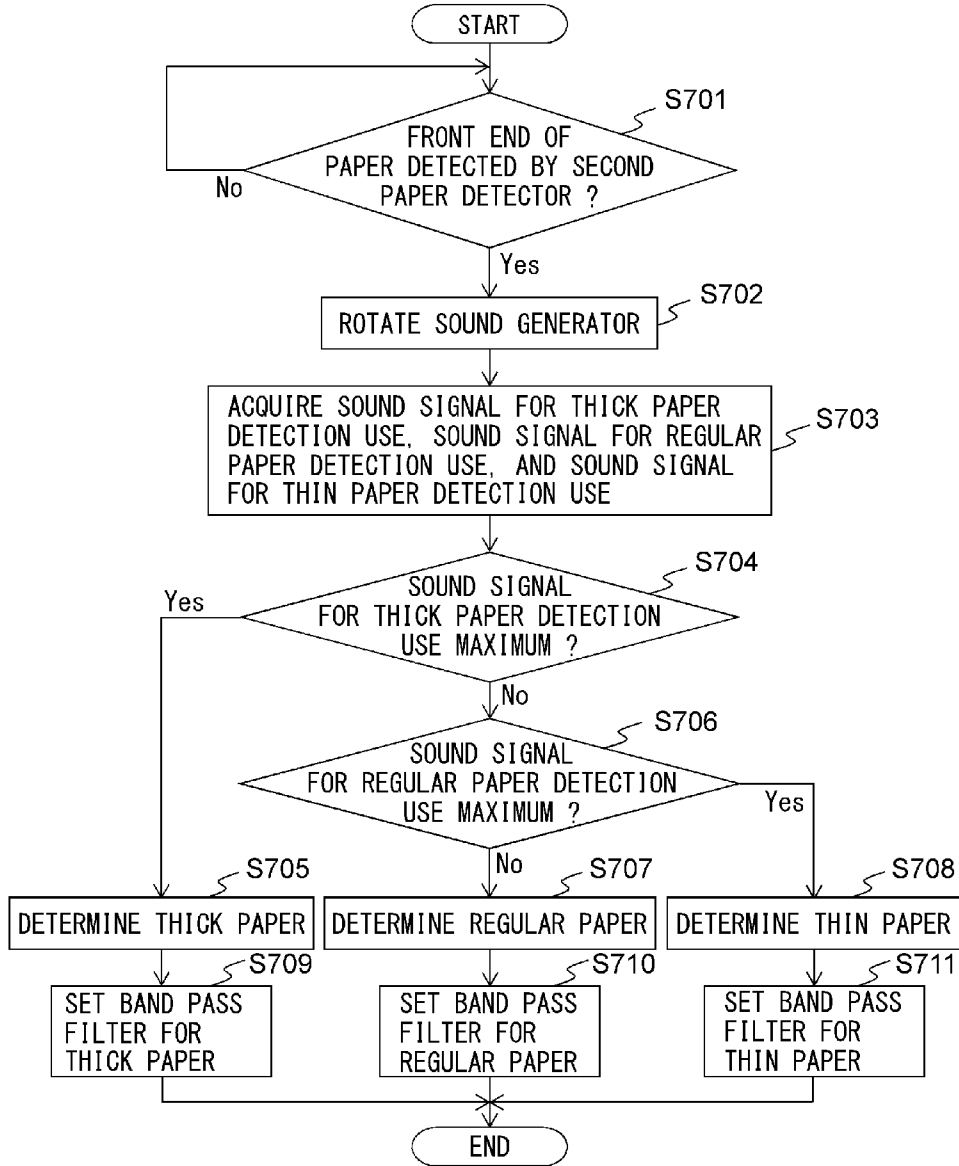 START
S701
FRONT END OF
PAPER DETECTED BY SECOND
PAPER DETECTOR ?
No
Yes
S702
ROTATE SOUND GENERATOR
S703
ACQUIRE SOUND SIGNAL FOR THICK PAPER
DETECTION USE, SOUND SIGNAL FOR REGULAR
PAPER DETECTION USE, AND SOUND SIGNAL
FOR THIN PAPER DETECTION USE
S704
SOUND SIGNAL
FOR THICK PAPER DETECTION
USE MAXIMUM ?
Yes
No
S706
SOUND SIGNAL
FOR REGULAR PAPER DETECTION
USE MAXIMUM ?
Yes
No
S705
DETERMINE THICK PAPER
S707
DETERMINE REGULAR PAPER
S708
DETERMINE THIN PAPER
S709
SET BAND PASS
FILTER FOR
THICK PAPER
S710
SET BAND PASS
FILTER FOR
REGULAR PAPER
S711
SET BAND PASS
FILTER FOR
THIN PAPER
END